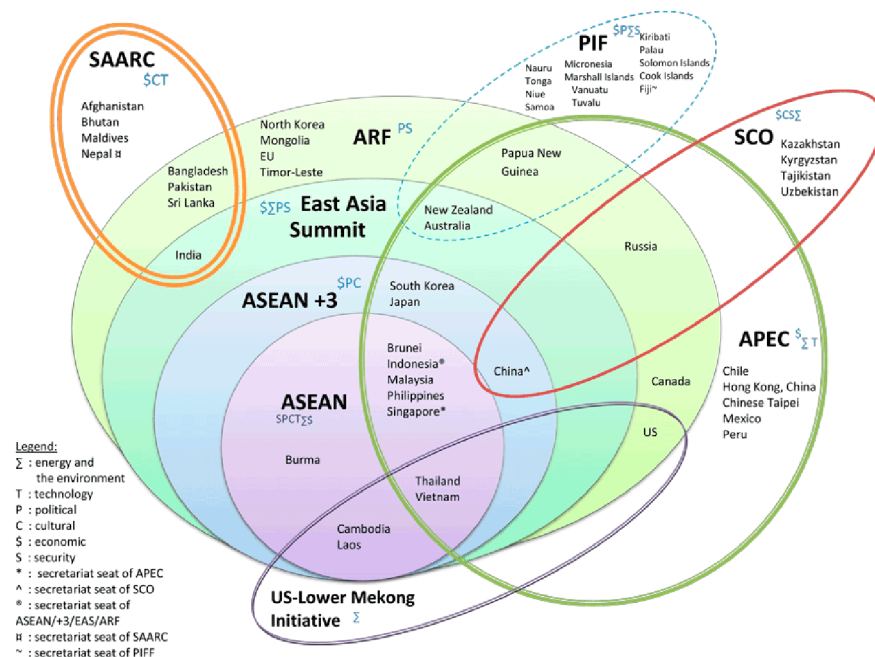 SAARC
$CT
Afghanistan
Bhutan
Maldives
Nepal ¤
Bangladesh
Pakistan
Sri Lanka
India
North Korea
Mongolia
EU
Timor-Leste
ARF PS
PIF $P∑S
Nauru
Tonga
Niue
Samoa
Micronesia
Marshall Islands
Vanuatu
Tuvalu
Kiribati
Palau
Solomon Islands
Cook Islands
Fiji~
Papua New
Guinea
SCO $CS∑
Kazakhstan
Kyrgyzstan
Tajikistan
Uzbekistan
$∑PS East Asia
Summit
New Zealand
Australia
Russia
ASEAN +3 $PC
South Korea
Japan
China^
ASEAN
$PCT∑S
Brunei
Indonesia®
Malaysia
Philippines
Singapore*
Burma
Thailand
Vietnam
Cambodia
Laos
APEC $∑ T
Chile
Hong Kong, China
Chinese Taipei
Mexico
Peru
Canada
US
US-Lower Mekong
Initiative ∑
Legend:
∑ : energy and
the environment
T : technology
P : political
C : cultural
$ : economic
S : security
* : secretariat seat of APEC
^ : secretariat seat of SCO
® : secretariat seat of
ASEAN/+3/EAS/ARF
¤ : secretariat seat of SAARC
~ : secretariat seat of PIFF